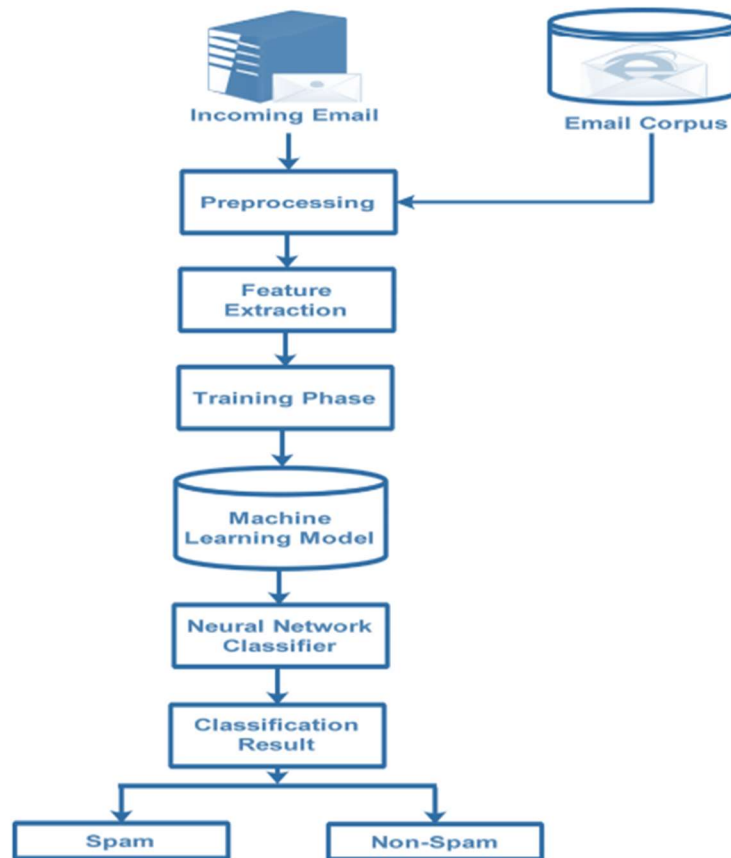 Incoming Email
Email Corpus
Preprocessing
Feature
Extraction
Training Phase
Machine
Learning Model
Neural Network
Classifier
Classification
Result
Spam
Non-Spam